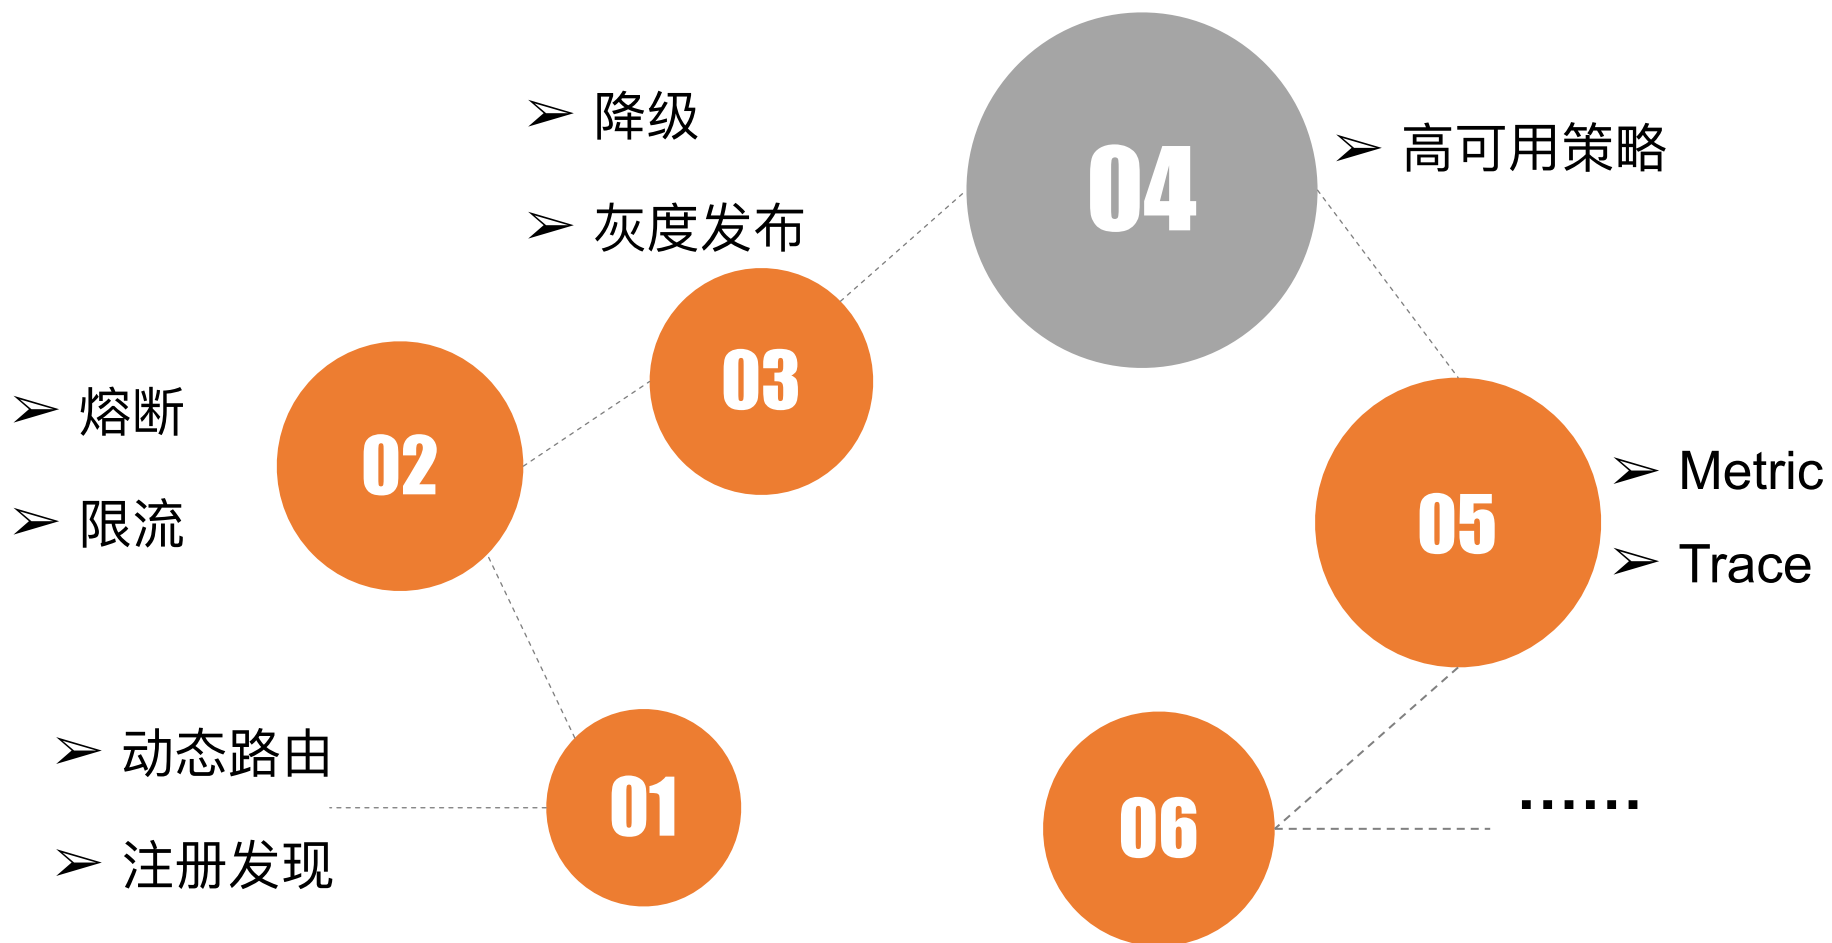 ➢ 降级
➢ 灰度发布
04
➢ 高可用策略
03
➢ 熔断
➢ 限流
02
05
➢ Metric
➢ Trace
➢ 动态路由
➢ 注册发现
01
06
······